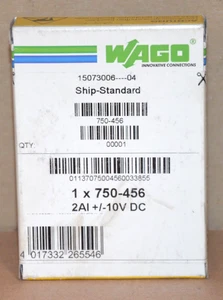 WAGO
INNOVATIVE CONNECTIONS
15073006----04
Ship-Standard
750-456
QTY.
00001
01137075004560033855
1 x 750-456
2AI +/-10V DC
4 017332 265546